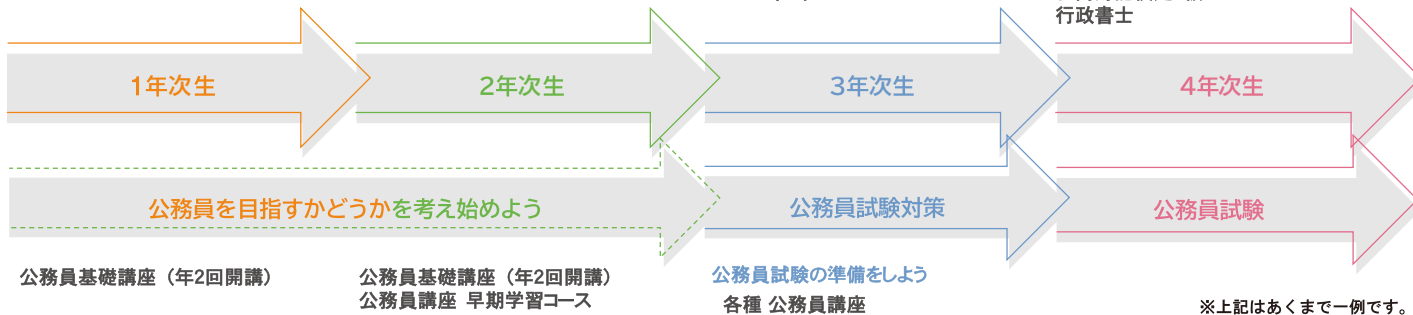 行政書士
1年次生
2年次生
3年次生
4年次生
公務員を目指すかどうかを考え始めよう
公務員試験対策
公務員試験
公務員基礎講座（年2回開講）
公務員基礎講座（年2回開講）
公務員講座 早期学習コース
公務員試験の準備をしよう
各種 公務員講座
※上記はあくまで一例です。